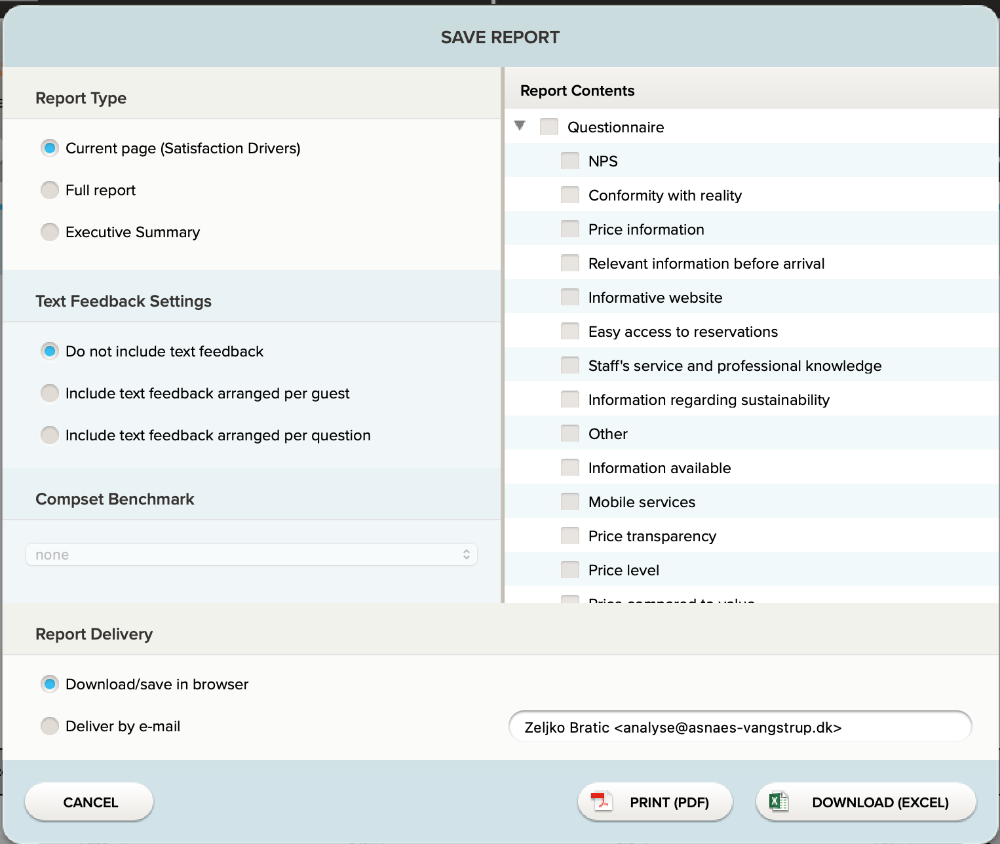 SAVE REPORT
Report Type
Current page (Satisfaction Drivers)
Full report
Executive Summary
Text Feedback Settings
Do not include text feedback
Include text feedback arranged per guest
Include text feedback arranged per question
Compset Benchmark
none
Report Contents
Questionnaire
NPS
Conformity with reality
Price information
Relevant information before arrival
Informative website
Easy access to reservations
Staff's service and professional knowledge
Information regarding sustainability
Other
Information available
Mobile services
Price transparency
Price level
Price compared to value
Report Delivery
Download/save in browser
Deliver by e-mail
Zeljko Bratic <analyse@asnaes-vangstrup.dk>
CANCEL
PRINT (PDF)
DOWNLOAD (EXCEL)